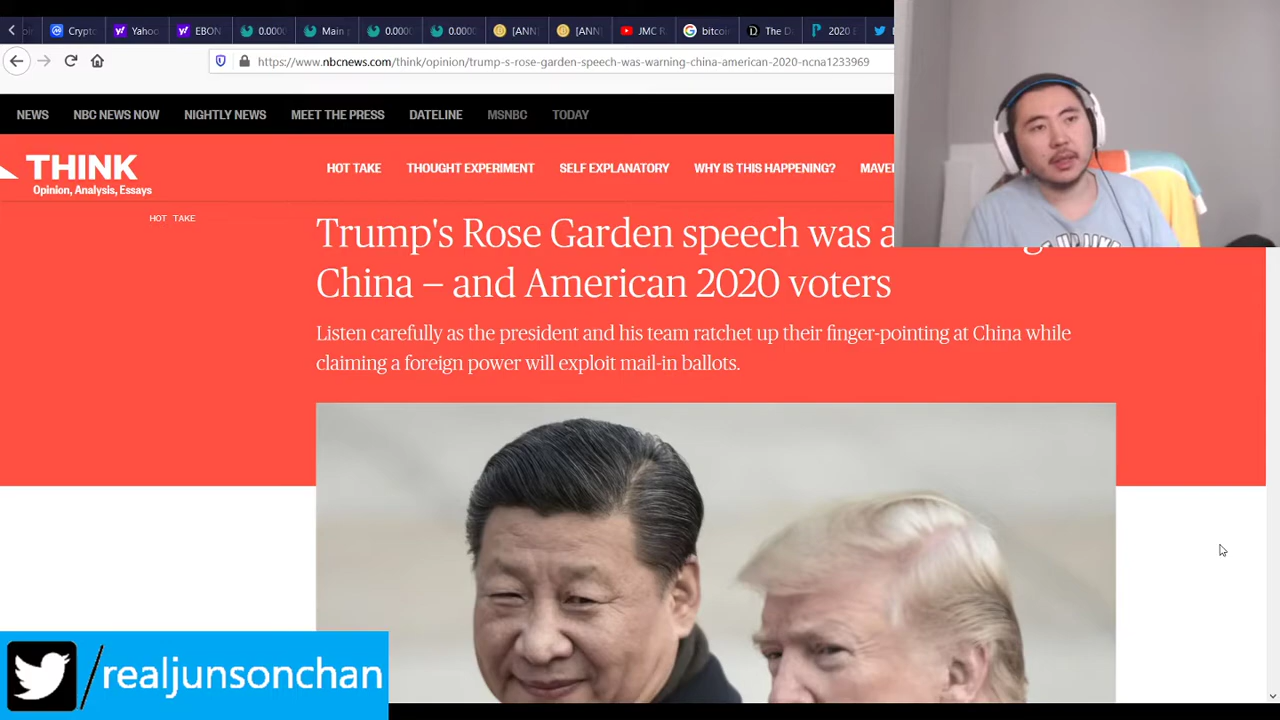 Crypto
Yahoo
EBON
0.0000
Main p
0.000
0.000
[ANN]
[ANN]
JMC R
bitcoi
The D
2020 E
https://www.nbcnews.com/think/opinion/trump-s-rose-garden-speech-was-warning-china-american-2020-ncna1233969
NEWS NBC NEWS NOW NIGHTLY NEWS MEET THE PRESS DATELINE MSNBC TODAY
THINK
Opinion, Analysis, Essays
HOT TAKE THOUGHT EXPERIMENT SELF EXPLANATORY WHY IS THIS HAPPENING? MAVE
HOT TAKE
Trump's Rose Garden speech was a
China — and American 2020 voters
Listen carefully as the president and his team ratchet up their finger-pointing at China while
claiming a foreign power will exploit mail-in ballots.
/realjunsonchan